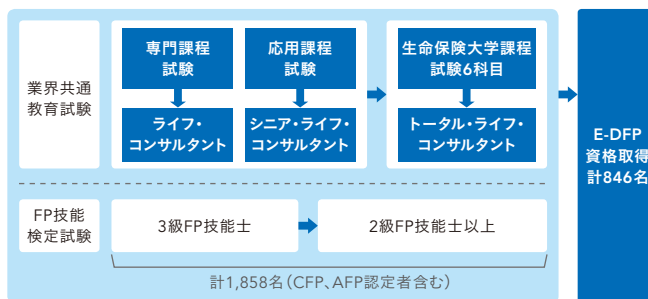 業界共通
教育試験
専門課程
試験
ライフ・
コンサルタント
応用課程
試験
シニア・ライフ・
コンサルタント
生命保険大学課程
試験6科目
トータル・ライフ・
コンサルタント
FP技能
検定試験
3級FP技能士
2級FP技能士以上
計1,858名（CFP、AFP認定者含む）
E-DFP
資格取得
計846名